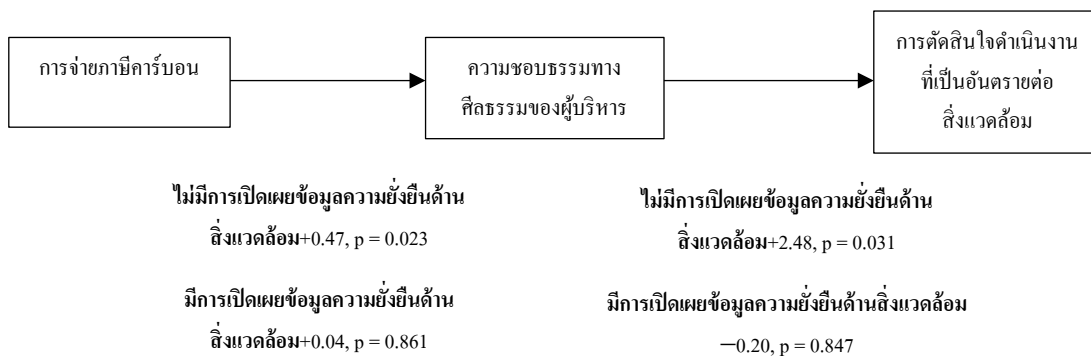 การจ่ายภาษีคาร์บอน
ความชอบธรรมทาง
ศีลธรรมของผู้บริหาร
การตัดสินใจดำเนินงาน
ที่เป็นอันตรายต่อ
สิ่งแวดล้อม
ไม่มีการเปิดเผยข้อมูลความยั่งยืนด้าน
สิ่งแวดล้อม+0.47, p = 0.023
มีการเปิดเผยข้อมูลความยั่งยืนด้าน
สิ่งแวดล้อม+0.04, p = 0.861
ไม่มีการเปิดเผยข้อมูลความยั่งยืนด้าน
สิ่งแวดล้อม+2.48, p = 0.031
มีการเปิดเผยข้อมูลความยั่งยืนด้านสิ่งแวดล้อม
−0.20, p = 0.847